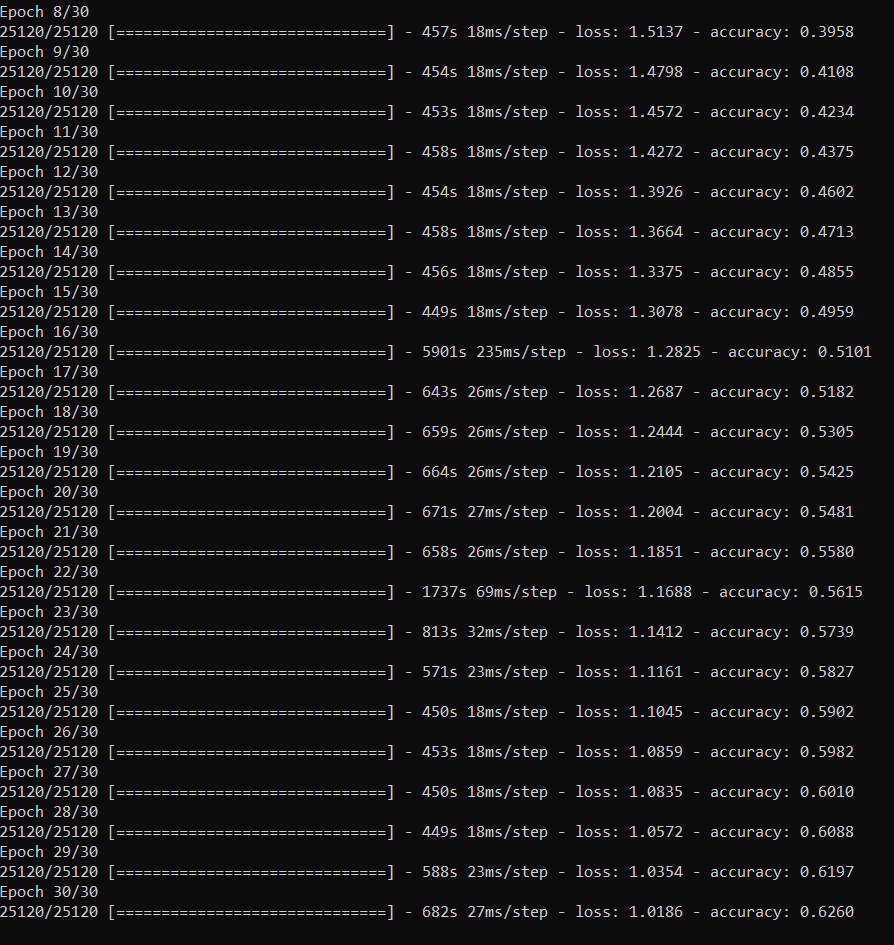 Epoch 8/30
25120/25120 [==============================] - 457s 18ms/step - loss: 1.5137 - accuracy: 0.3958
Epoch 9/30
25120/25120 [==============================] - 454s 18ms/step - loss: 1.4798 - accuracy: 0.4108
Epoch 10/30
25120/25120 [==============================] - 453s 18ms/step - loss: 1.4572 - accuracy: 0.4234
Epoch 11/30
25120/25120 [==============================] - 458s 18ms/step - loss: 1.4272 - accuracy: 0.4375
Epoch 12/30
25120/25120 [==============================] - 454s 18ms/step - loss: 1.3926 - accuracy: 0.4602
Epoch 13/30
25120/25120 [==============================] - 458s 18ms/step - loss: 1.3664 - accuracy: 0.4713
Epoch 14/30
25120/25120 [==============================] - 456s 18ms/step - loss: 1.3375 - accuracy: 0.4855
Epoch 15/30
25120/25120 [==============================] - 449s 18ms/step - loss: 1.3078 - accuracy: 0.4959
Epoch 16/30
25120/25120 [==============================] - 5901s 235ms/step - loss: 1.2825 - accuracy: 0.5101
Epoch 17/30
25120/25120 [==============================] - 643s 26ms/step - loss: 1.2687 - accuracy: 0.5182
Epoch 18/30
25120/25120 [==============================] - 659s 26ms/step - loss: 1.2444 - accuracy: 0.5305
Epoch 19/30
25120/25120 [==============================] - 664s 26ms/step - loss: 1.2105 - accuracy: 0.5425
Epoch 20/30
25120/25120 [==============================] - 671s 27ms/step - loss: 1.2004 - accuracy: 0.5481
Epoch 21/30
25120/25120 [==============================] - 658s 26ms/step - loss: 1.1851 - accuracy: 0.5580
Epoch 22/30
25120/25120 [==============================] - 1737s 69ms/step - loss: 1.1688 - accuracy: 0.5615
Epoch 23/30
25120/25120 [==============================] - 813s 32ms/step - loss: 1.1412 - accuracy: 0.5739
Epoch 24/30
25120/25120 [==============================] - 571s 23ms/step - loss: 1.1161 - accuracy: 0.5827
Epoch 25/30
25120/25120 [==============================] - 450s 18ms/step - loss: 1.1045 - accuracy: 0.5902
Epoch 26/30
25120/25120 [==============================] - 453s 18ms/step - loss: 1.0859 - accuracy: 0.5982
Epoch 27/30
25120/25120 [==============================] - 450s 18ms/step - loss: 1.0835 - accuracy: 0.6010
Epoch 28/30
25120/25120 [==============================] - 449s 18ms/step - loss: 1.0572 - accuracy: 0.6088
Epoch 29/30
25120/25120 [==============================] - 588s 23ms/step - loss: 1.0354 - accuracy: 0.6197
Epoch 30/30
25120/25120 [==============================] - 682s 27ms/step - loss: 1.0186 - accuracy: 0.6260